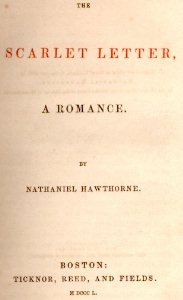 THE
SCARLET LETTER,
A ROMANCE.
BY
NATHANIEL HAWTHORNE.
BOSTON:
TICKNOR, REED, AND FIELDS.
M DCCC L.